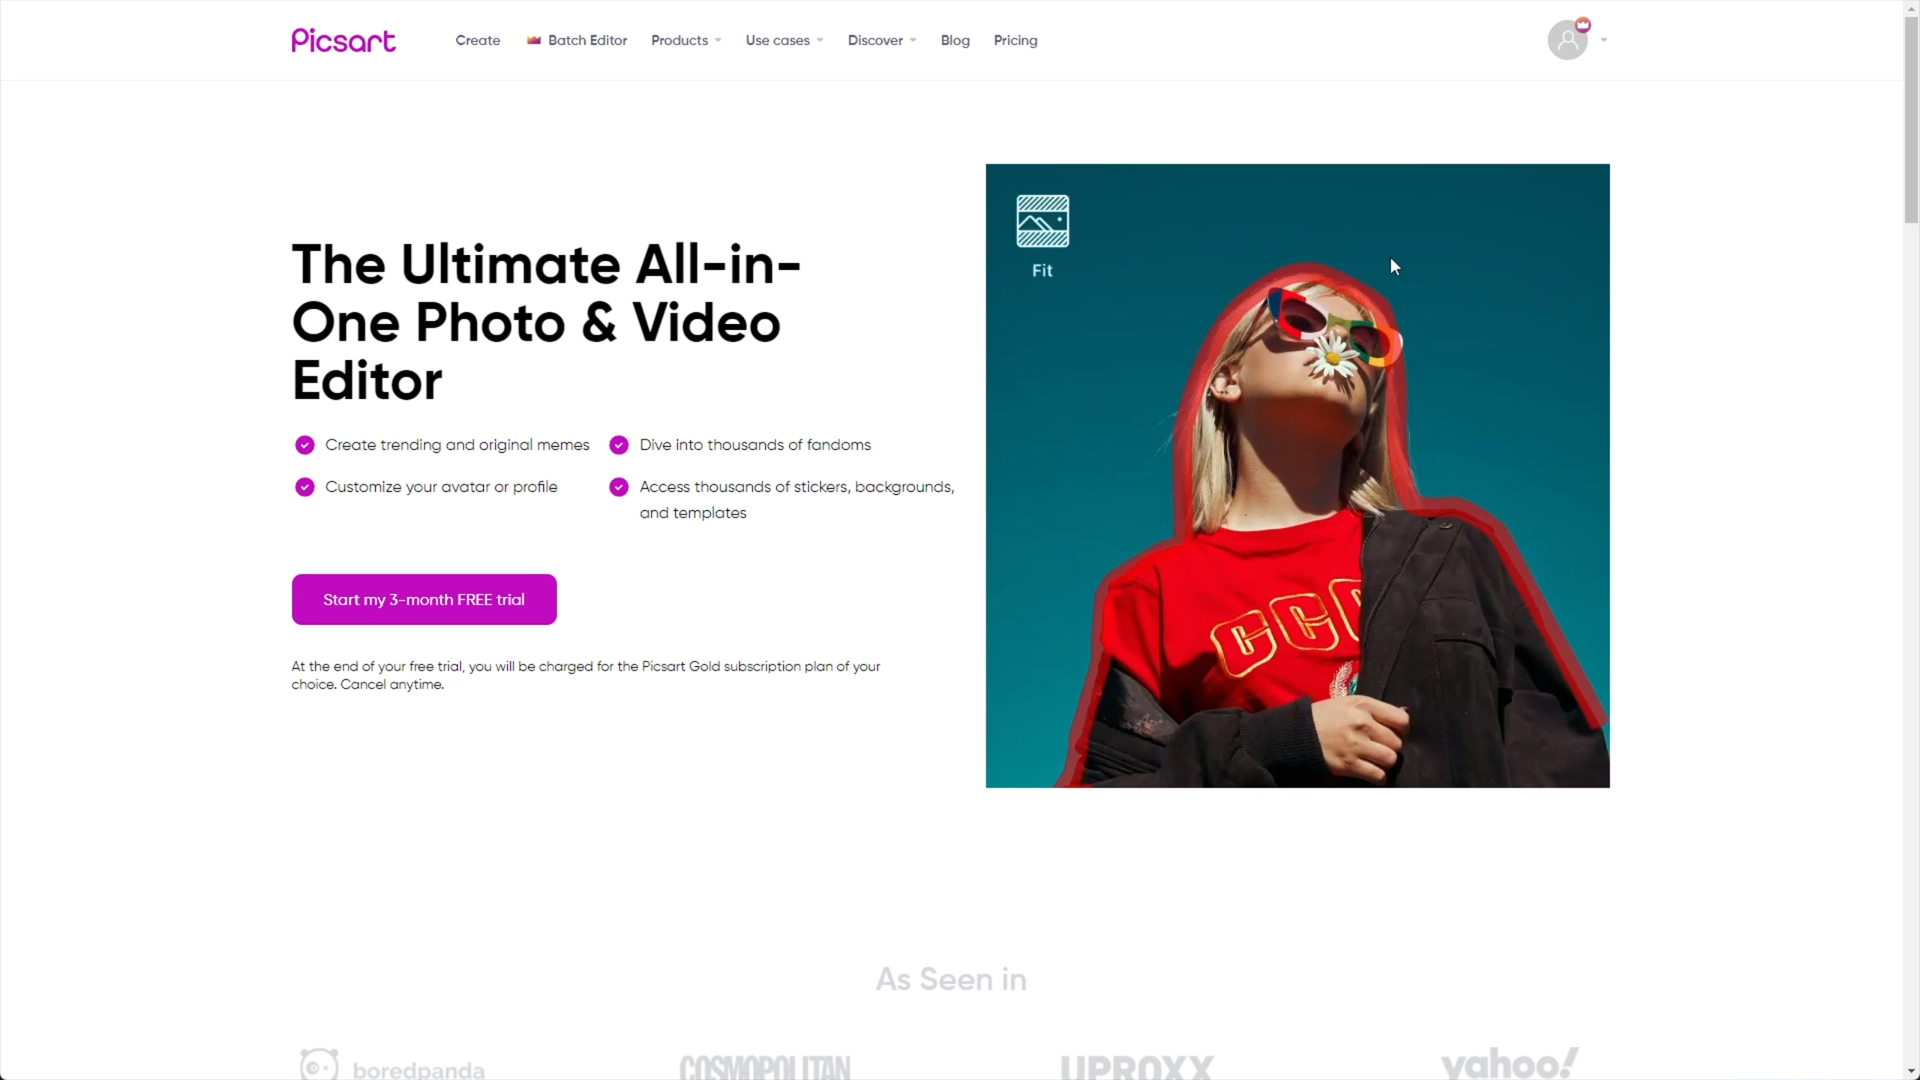 Picsart
Create
Batch Editor
Products
Use cases
Discover
Blog
Pricing
The Ultimate All-in-
One Photo & Video
Editor
Create trending and original memes
Dive into thousands of fandoms
Customize your avatar or profile
Access thousands of stickers, backgrounds,
and templates
Start my 3-month FREE trial
At the end of your free trial, you will be charged for the Picsart Gold subscription plan of your
choice. Cancel anytime.
Fit
As Seen in
boredpanda
COSMOPOLITAN
UPROXX
yahoo!